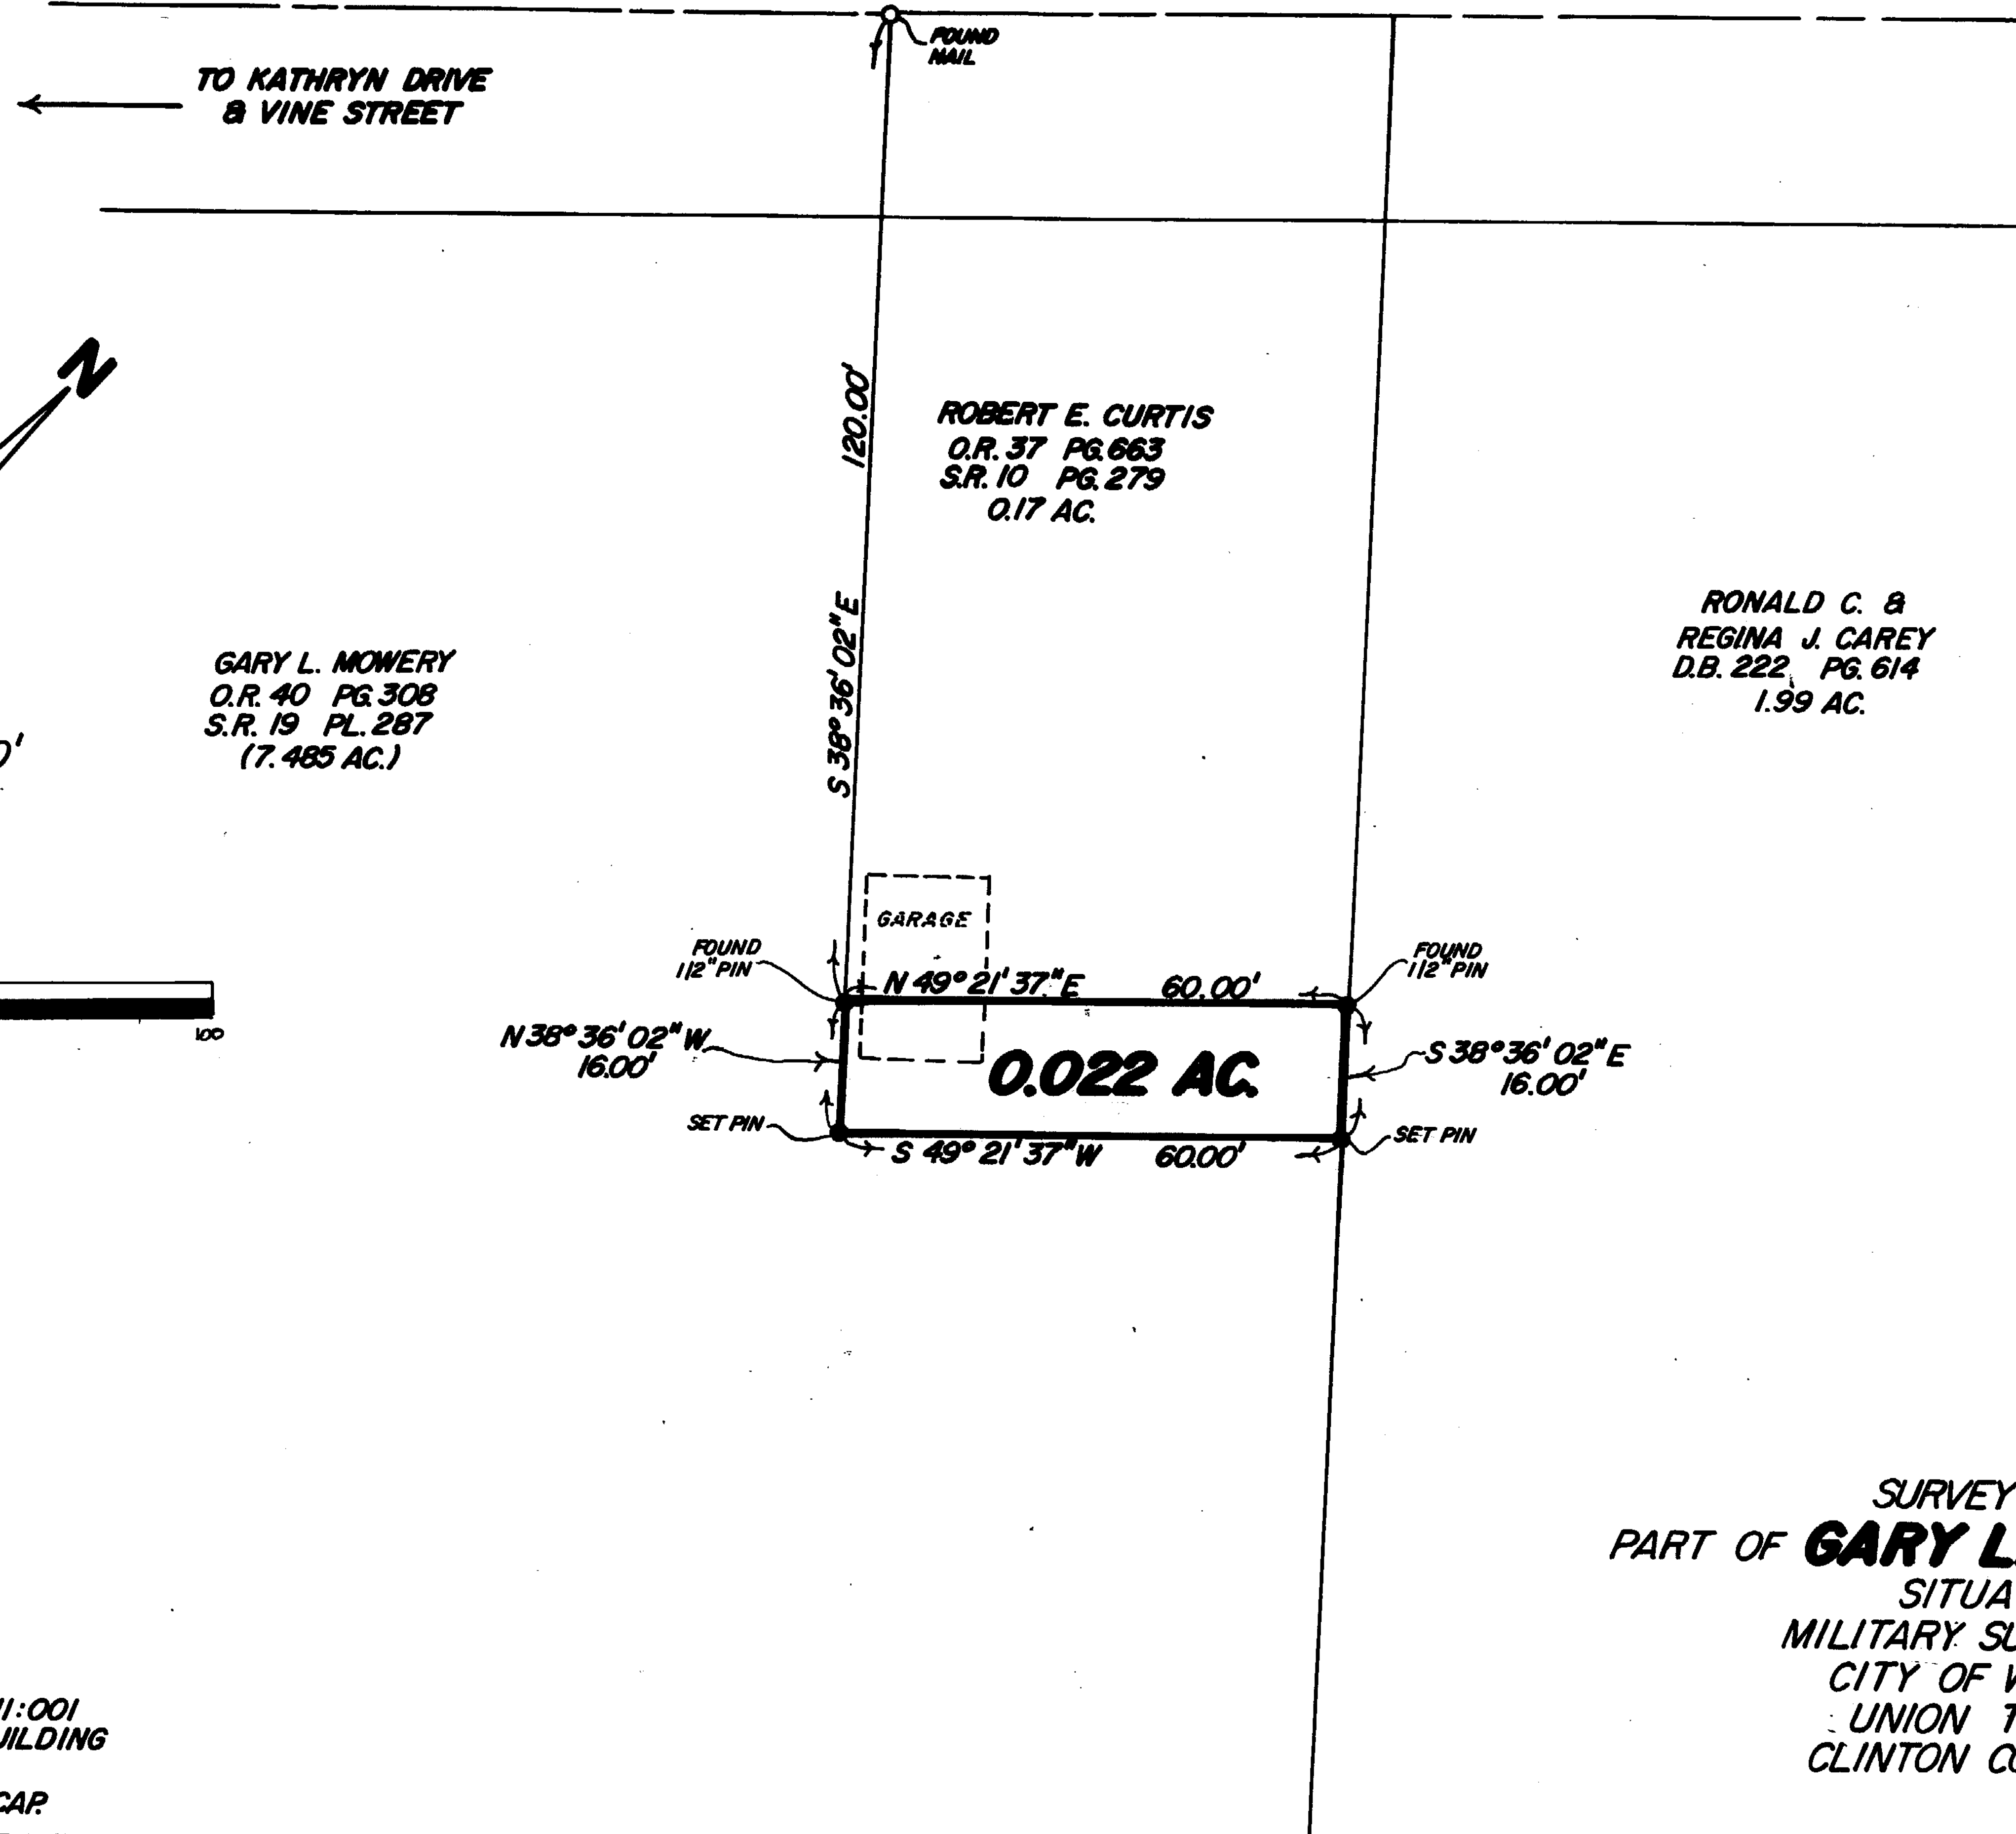 FOUND
NAIL
TO KATHRYN DRIVE
& VINE STREET
N
120.00'
S 38° 36' 02" E
ROBERT E. CURTIS
O.R. 37 PG. 663
S.R. 10 PG. 279
0.17 AC.
RONALD C. &
REGINA J. CAREY
D.B. 222 PG. 614
1.99 AC.
GARY L. MOWERY
O.R. 40 PG. 308
S.R. 19 PL. 287
(7.485 AC.)
0'
GARAGE
FOUND
1/2" PIN
FOUND
1/2" PIN
N 49° 21' 37" E 60.00'
100
N 38° 36' 02" W
16.00'
0.022 AC.
S 38° 36' 02" E
16.00'
SET PIN
SET PIN
S 49° 21' 37" W 60.00'
SURVEY
PART OF GARY L.
SITUA
MILITARY SU
CITY OF
UNION T
CLINTON CO
11:001
UILDING
CAP.